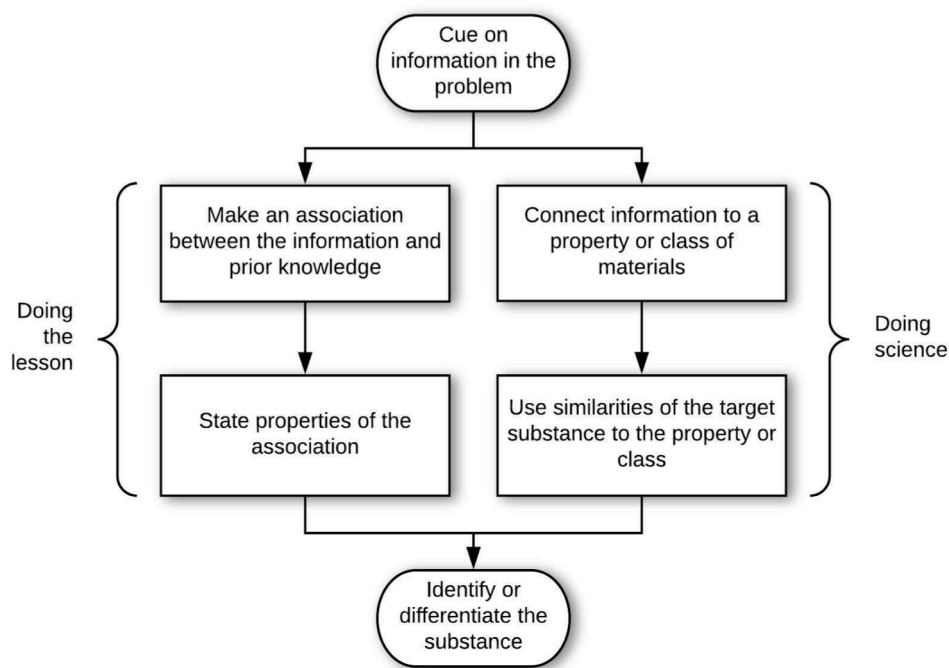 Cue on
information in the
problem
Make an association
between the information and
prior knowledge
Connect information to a
property or class of
materials
Doing
the
lesson
Doing
science
State properties of the
association
Use similarities of the target
substance to the property or
class
Identify or
differentiate the
substance